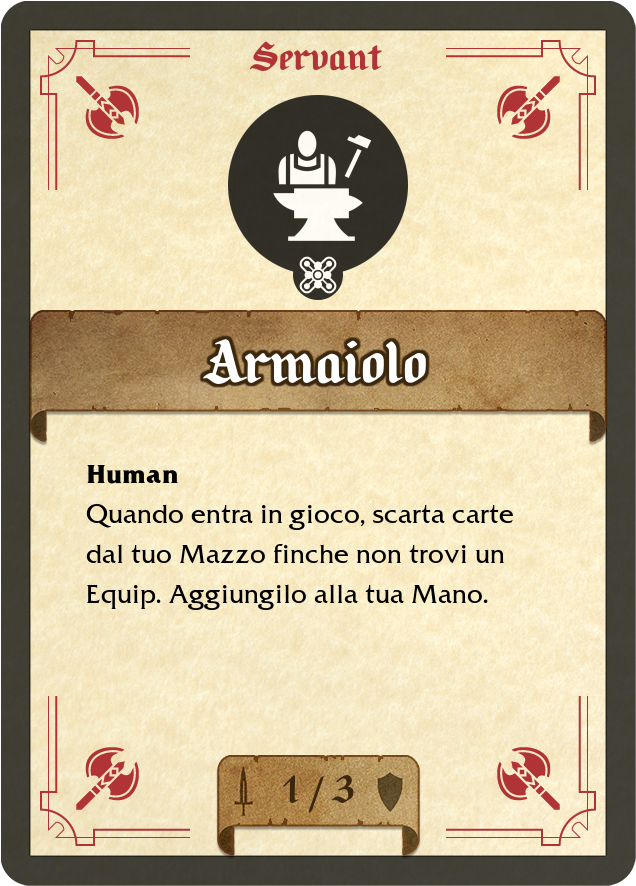 Servant
Armaiolo
Human
Quando entra in gioco, scarta carte
dal tuo Mazzo finche non trovi un
Equip. Aggiungilo alla tua Mano.
1/3